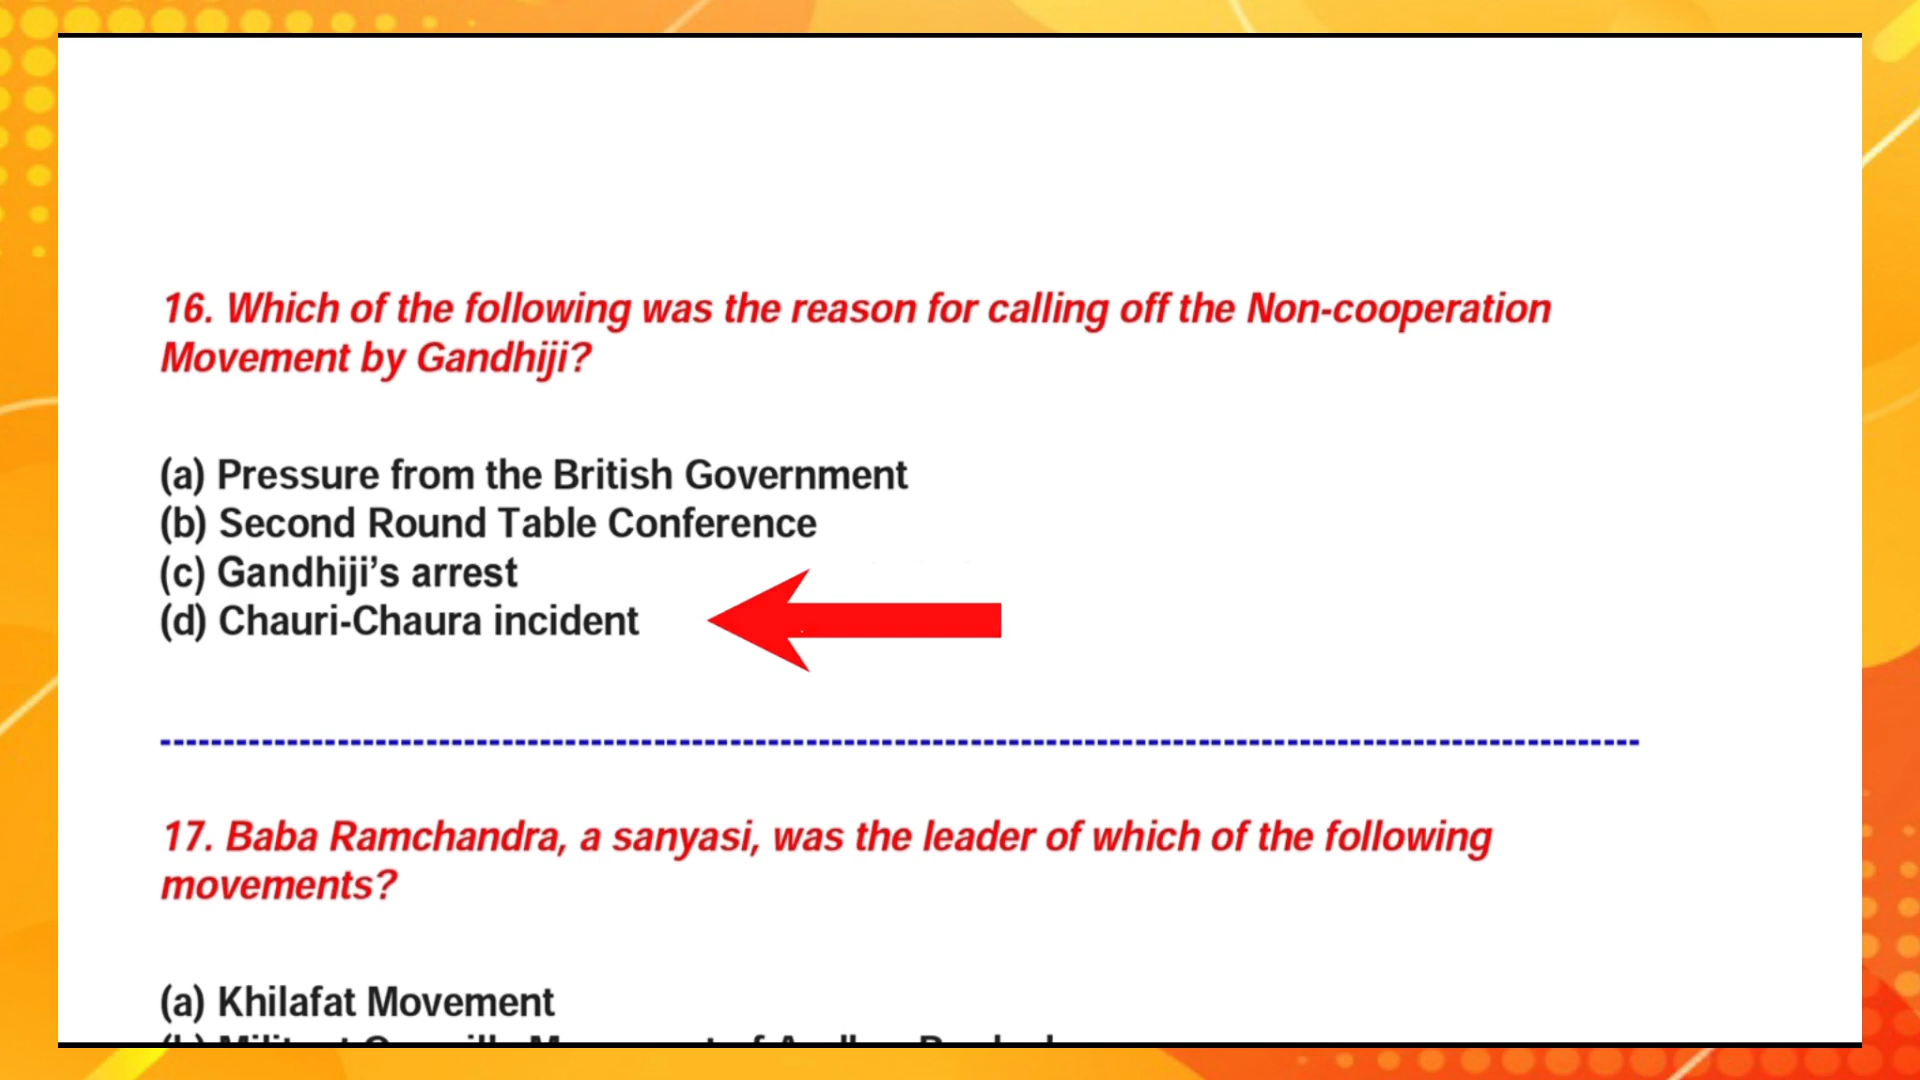 16. Which of the following was the reason for calling off the Non-cooperation
Movement by Gandhiji?
(a) Pressure from the British Government
(b) Second Round Table Conference
(c) Gandhiji’s arrest
(d) Chauri-Chaura incident
---------------------------------------------------------------------------------------------------------------------
17. Baba Ramchandra, a sanyasi, was the leader of which of the following
movements?
(a) Khilafat Movement